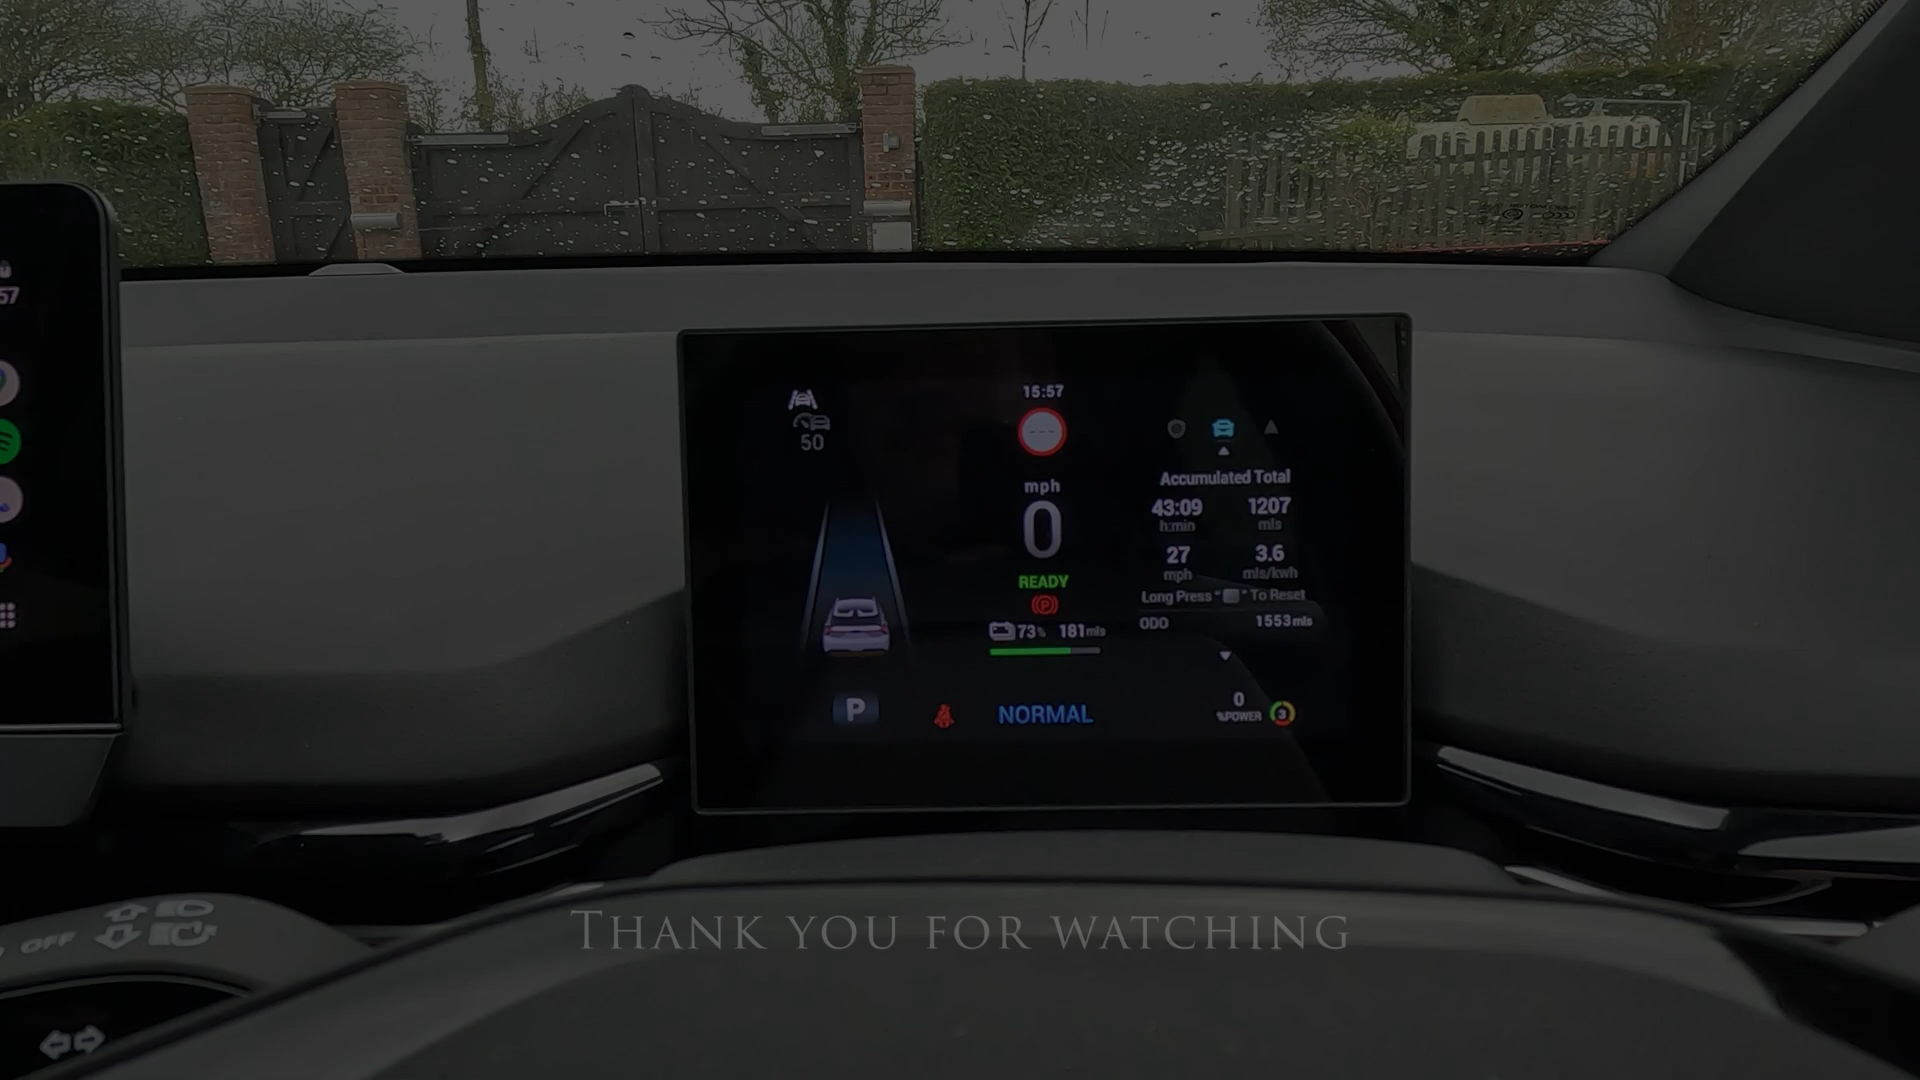 57
50
15:57
---
mph
0
READY
P
73% 181mls
Accumulated Total
43:09 1207
h:min mls
27 3.6
mph mls/kwh
Long Press " " To Reset
ODO 1553mls
P
NORMAL
0
%POWER 3
OFF
THANK YOU FOR WATCHING